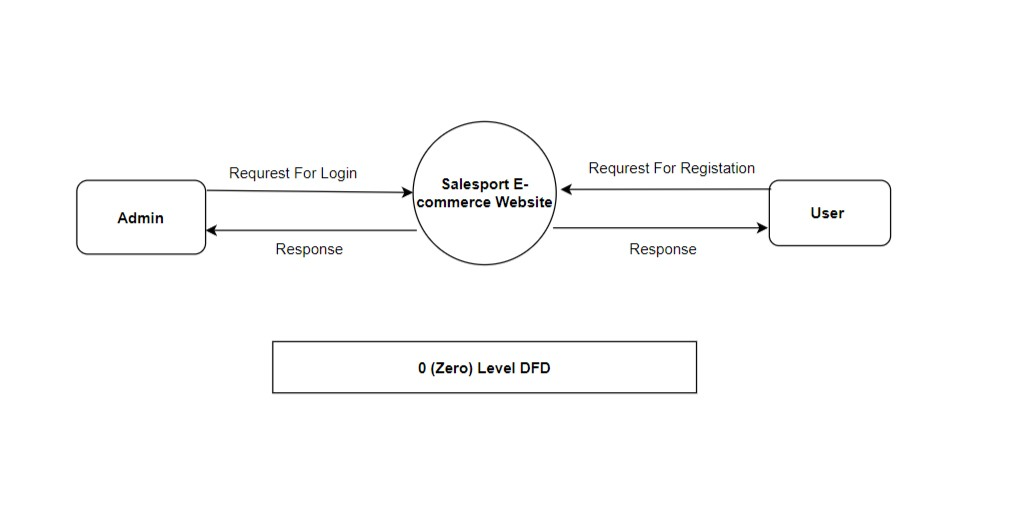 Requrest For Login
Requrest For Registation
Admin
Salesport E-
commerce Website
User
Response
Response
0 (Zero) Level DFD